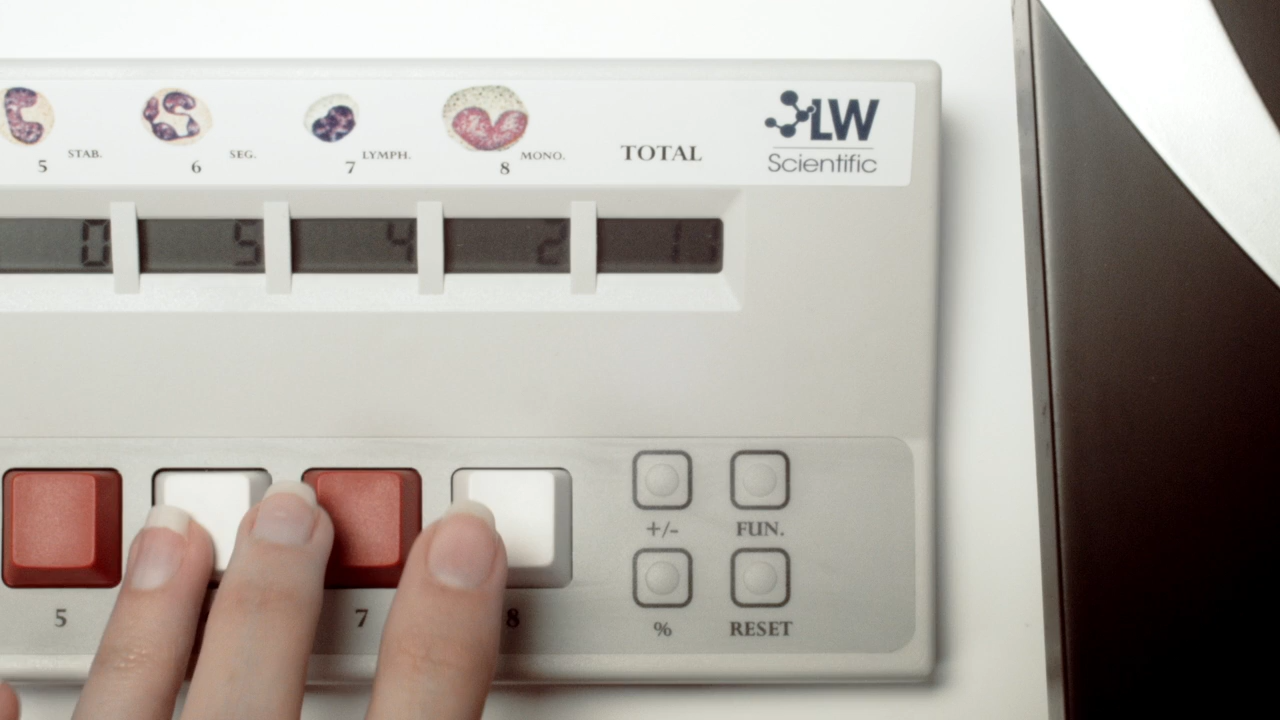 5 STAB.
6 SEG.
7 LYMPH.
8 MONO.
TOTAL
LW
Scientific
0
5
4
2
+/-
FUN.
5
7
8
%
RESET